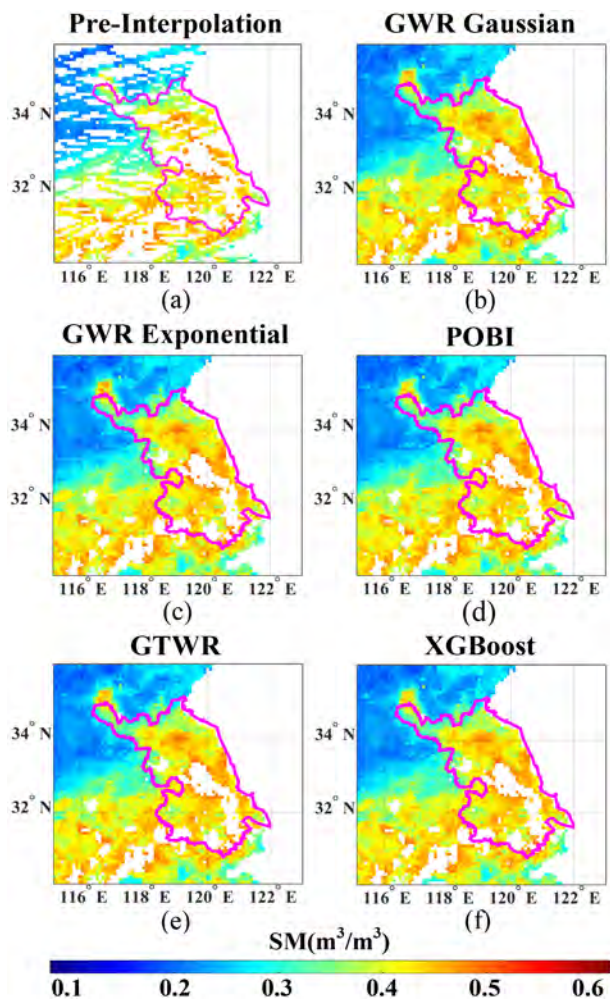 Pre-Interpolation GWR Gaussian
34° N 34° N
32° N 32° N
116° E 118° E 120° E 122° E 116° E 118° E 120° E 122° E
(a) (b)
GWR Exponential POBI
34° N 34° N
32° N 32° N
116° E 118° E 120° E 122° E 116° E 118° E 120° E 122° E
(c) (d)
GTWR XGBoost
34° N 34° N
32° N 32° N
116° E 118° E 120° E 122° E 116° E 118° E 120° E 122° E
(e) (f)
SM(m³/m³)
0.1 0.2 0.3 0.4 0.5 0.6